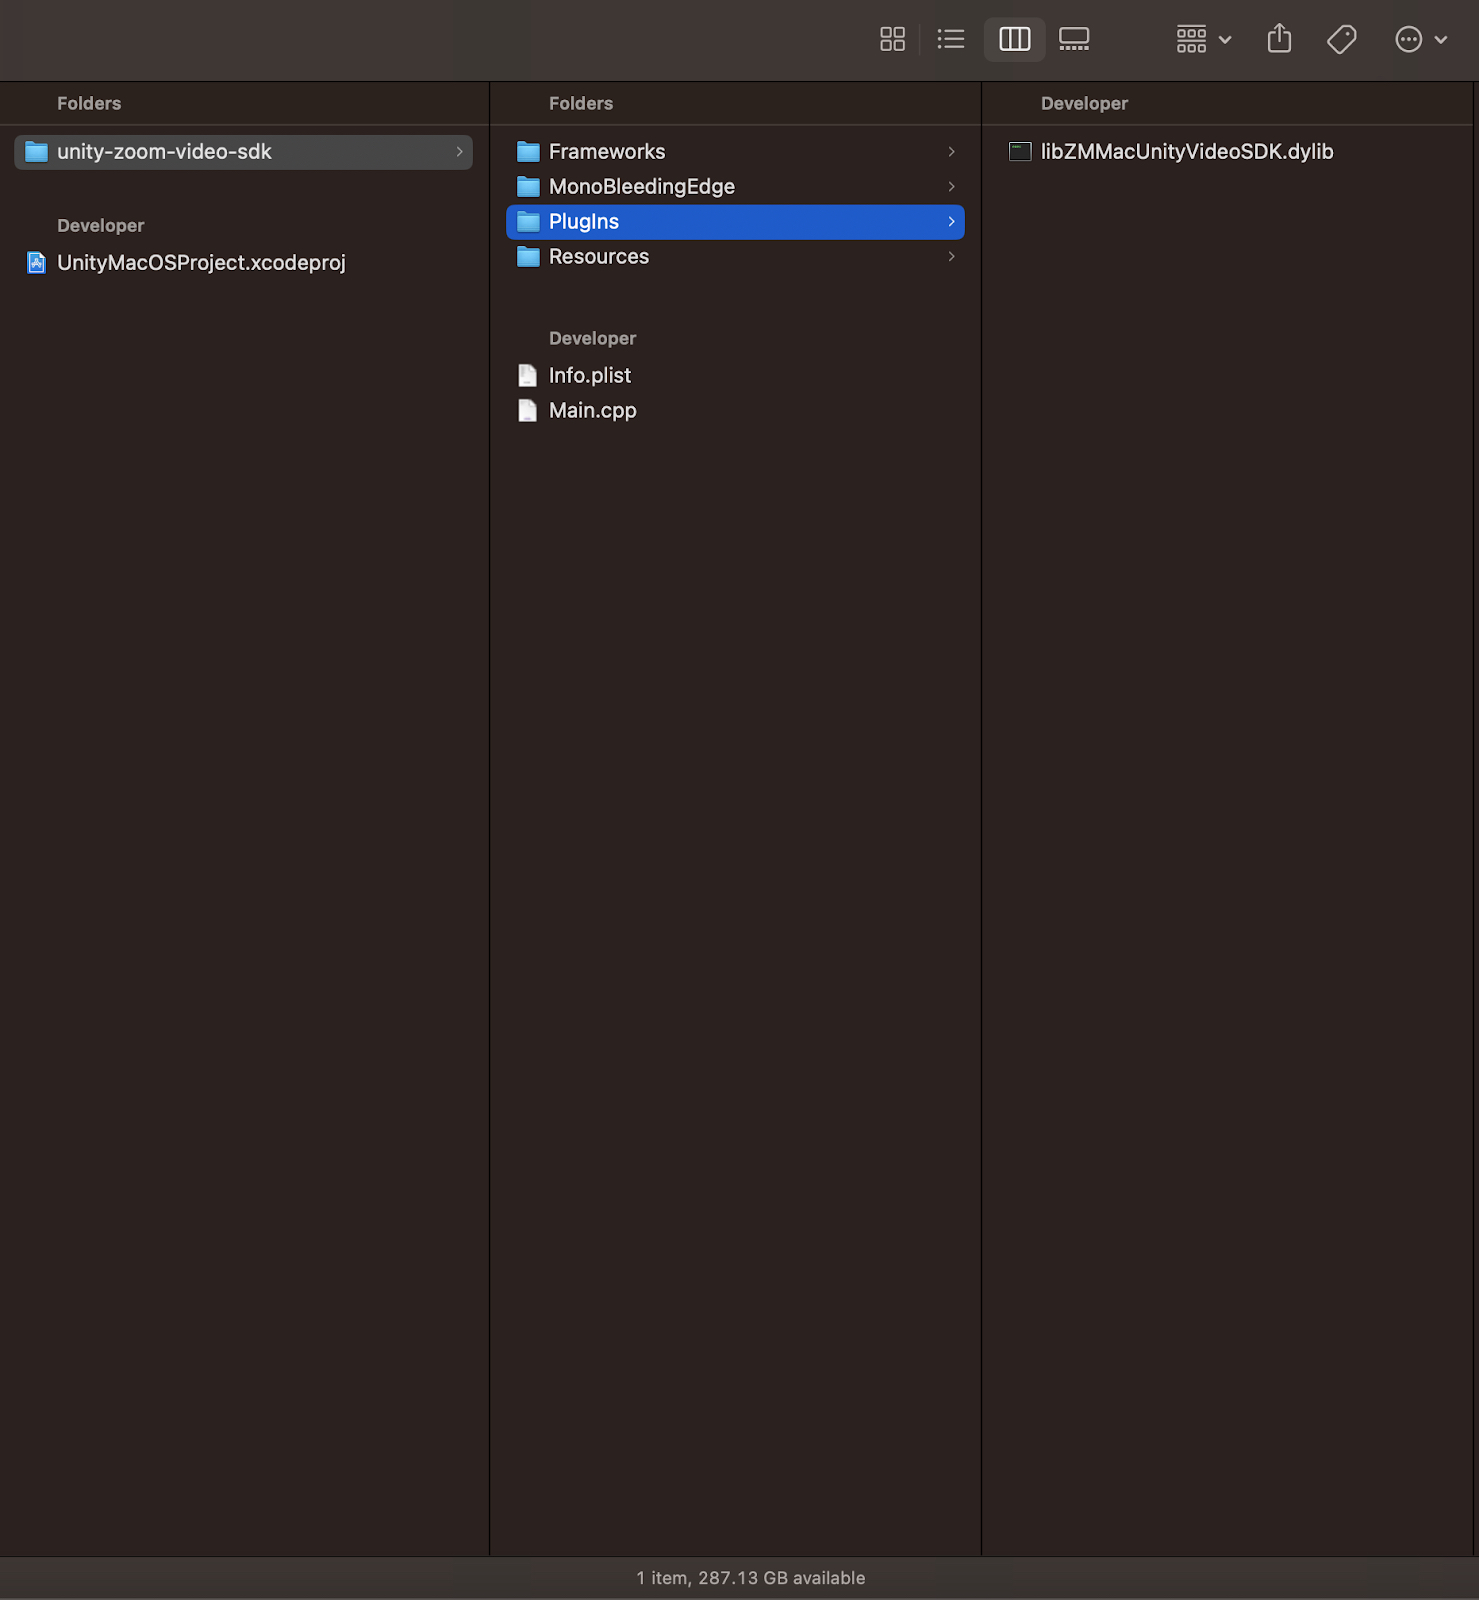 Folders
unity-zoom-video-sdk
Developer
UnityMacOSProject.xcodeproj
Folders
Frameworks
MonoBleedingEdge
PlugIns
Resources
Developer
Info.plist
Main.cpp
Developer
libZMMacUnityVideoSDK.dylib
1 item, 287.13 GB available